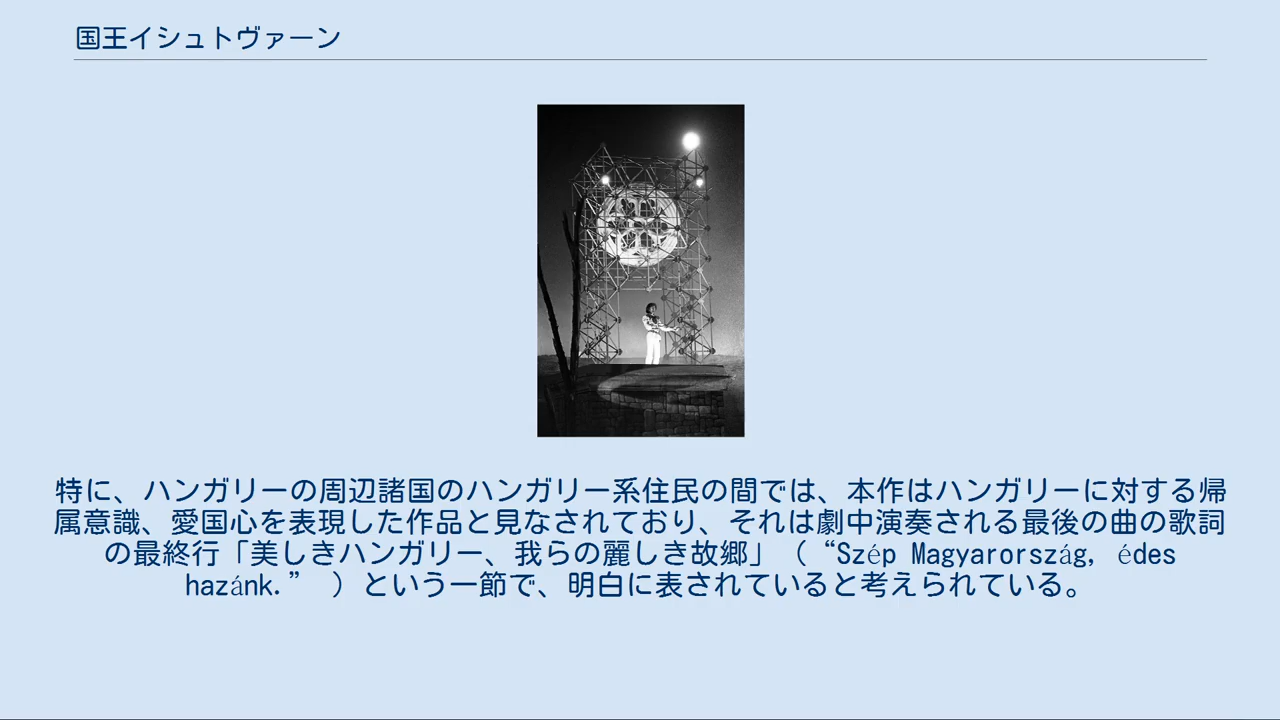 国王イシュトヴァーン
特に、ハンガリーの周辺諸国のハンガリー系住民の間では、本作はハンガリーに対する帰
属意識、愛国心を表現した作品と見なされており、それは劇中演奏される最後の曲の歌詞
の最終行「美しきハンガリー、我らの麗しき故郷」（“Szép Magyarország, édes
hazánk.” ）という一節で、明白に表されていると考えられている。